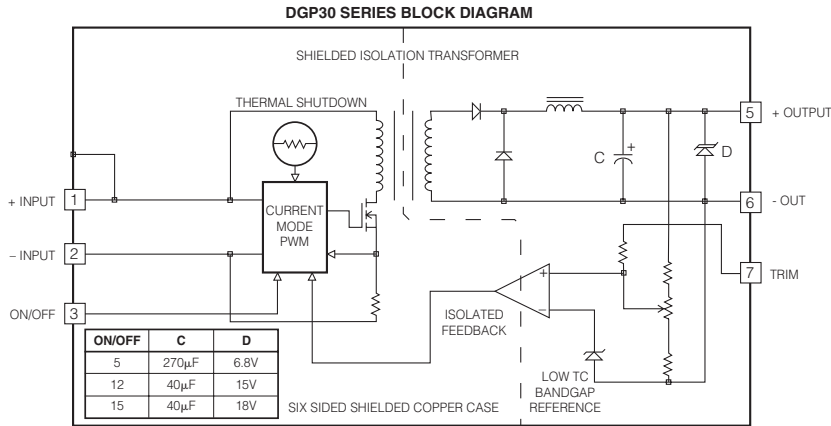 DGP30 SERIES BLOCK DIAGRAM
SHIELDED ISOLATION TRANSFORMER
THERMAL SHUTDOWN
5 + OUTPUT
C + D
+ INPUT 1
6 - OUT
CURRENT
MODE
PWM
– INPUT 2
+
7 TRIM
ON/OFF 3
–
ISOLATED
FEEDBACK
ON/OFF C D
5 270µF 6.8V
12 40µF 15V
15 40µF 18V
LOW TC
BANDGAP
REFERENCE
SIX SIDED SHIELDED COPPER CASE